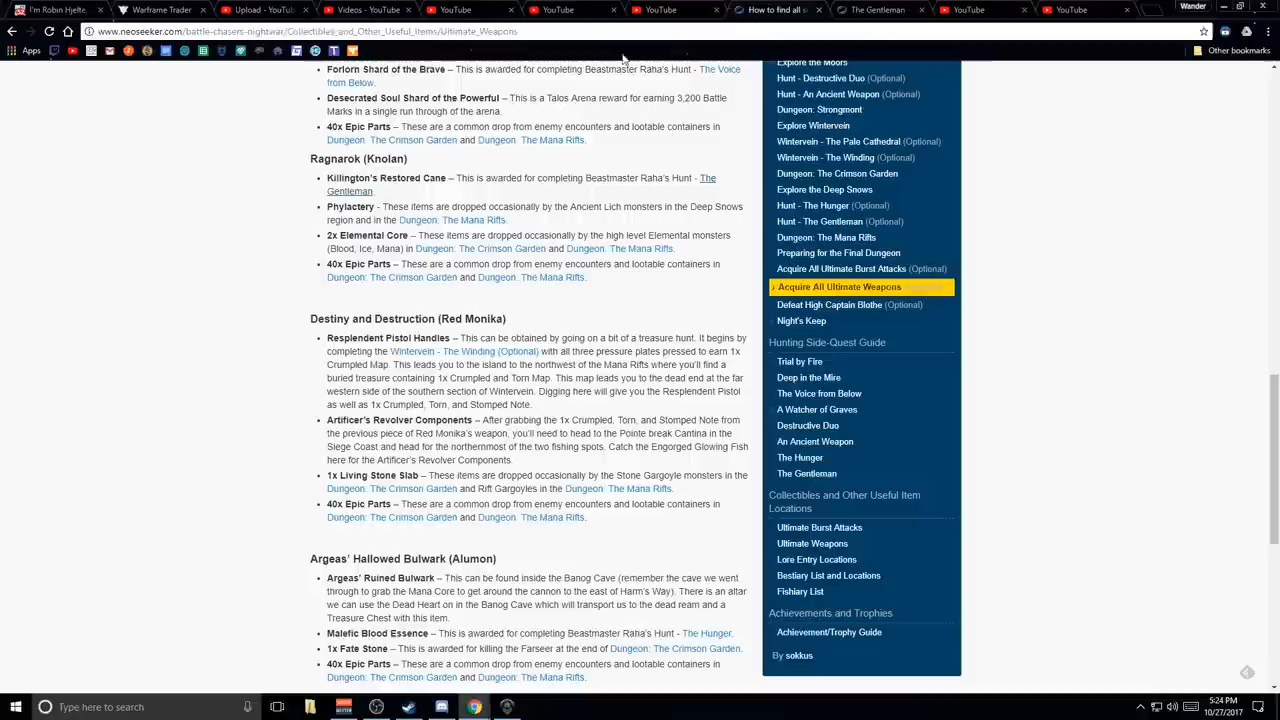 I'm Robin Hjelte.
Warframe Trader
Upload - YouTu
Videos - YouTu
YouTube
YouTube
YouTube
How to find al s
The Gentleman
YouTube
Wander
www.neoseeker.com/battle-chasers-nightwar/Collectibles_and_Other_Useful_Items/Ultimate_Weapons
Apps
Other bookmarks
Forlorn Shard of the Brave – This is awarded for completing Beastmaster Raha's Hunt - The Voice
from Below.
Desecrated Soul Shard of the Powerful – This is a Talos Arena reward for earning 3,200 Battle
Marks in a single run through of the arena.
40x Epic Parts – These are a common drop from enemy encounters and lootable containers in
Dungeon: The Crimson Garden and Dungeon: The Mana Rifts.
Ragnarok (Knolan)
Killington's Restored Cane – This is awarded for completing Beastmaster Raha's Hunt - The
Gentleman.
Phylactery - These items are dropped occasionally by the Ancient Lich monsters in the Deep Snows
region and in the Dungeon: The Mana Rifts.
2x Elemental Core – These items are dropped occasionally by the high level Elemental monsters
(Blood, Ice, Mana) in Dungeon: The Crimson Garden and Dungeon: The Mana Rifts.
40x Epic Parts – These are a common drop from enemy encounters and lootable containers in
Dungeon: The Crimson Garden and Dungeon: The Mana Rifts.
Destiny and Destruction (Red Monika)
Resplendent Pistol Handles – This can be obtained by going on a bit of a treasure hunt. It begins by
completing the Wintervein - The Winding (Optional) with all three pressure plates pressed to earn 1x
Crumpled Map. This leads you to the island to the northwest of the Mana Rifts where you'll find a
buried treasure containing 1x Crumpled and Torn Map. This map leads you to the dead end at the far
western side of the southern section of Wintervein. Digging here will give you the Resplendent Pistol
as well as 1x Crumpled, Torn, and Stomped Note.
Artificer's Revolver Components – After grabbing the 1x Crumpled, Torn, and Stomped Note from
the previous piece of Red Monika's weapon, you'll need to head to the Pointe break Cantina in the
Siege Coast and head for the northernmost of the two fishing spots. Catch the Engorged Glowing Fish
here for the Artificer's Revolver Components.
1x Living Stone Slab – These items are dropped occasionally by the Stone Gargoyle monsters in the
Dungeon: The Crimson Garden and Rift Gargoyles in the Dungeon: The Mana Rifts.
40x Epic Parts – These are a common drop from enemy encounters and lootable containers in
Dungeon: The Crimson Garden and Dungeon: The Mana Rifts.
Argeas' Hallowed Bulwark (Alumon)
Argeas' Ruined Bulwark – This can be found inside the Banog Cave (remember the cave we went
through to grab the Mana Core to get around the cannon to the east of Harm's Way). There is an altar
we can use the Dead Heart on in the Banog Cave which will transport us to the dead ream and a
Treasure Chest with this item.
Malefic Blood Essence – This is awarded for completing Beastmaster Raha's Hunt - The Hunger.
1x Fate Stone – This is awarded for killing the Farseer at the end of Dungeon: The Crimson Garden.
40x Epic Parts – These are a common drop from enemy encounters and lootable containers in
Dungeon: The Crimson Garden and Dungeon: The Mana Rifts.
Explore the Moors
Hunt - Destructive Duo (Optional)
Hunt - An Ancient Weapon (Optional)
Dungeon: Strongmont
Explore Wintervein
Wintervein - The Pale Cathedral (Optional)
Wintervein - The Winding (Optional)
Dungeon: The Crimson Garden
Explore the Deep Snows
Hunt - The Hunger (Optional)
Hunt - The Gentleman (Optional)
Dungeon: The Mana Rifts
Preparing for the Final Dungeon
Acquire All Ultimate Burst Attacks (Optional)
› Acquire All Ultimate Weapons
Defeat High Captain Blothe (Optional)
Night's Keep
Hunting Side-Quest Guide
Trial by Fire
Deep in the Mire
The Voice from Below
A Watcher of Graves
Destructive Duo
An Ancient Weapon
The Hunger
The Gentleman
Collectibles and Other Useful Item
Locations
Ultimate Burst Attacks
Ultimate Weapons
Lore Entry Locations
Bestiary List and Locations
Fishiary List
Achievements and Trophies
Achievement/Trophy Guide
By sokkus
Type here to search
5:24 PM
10/27/2017